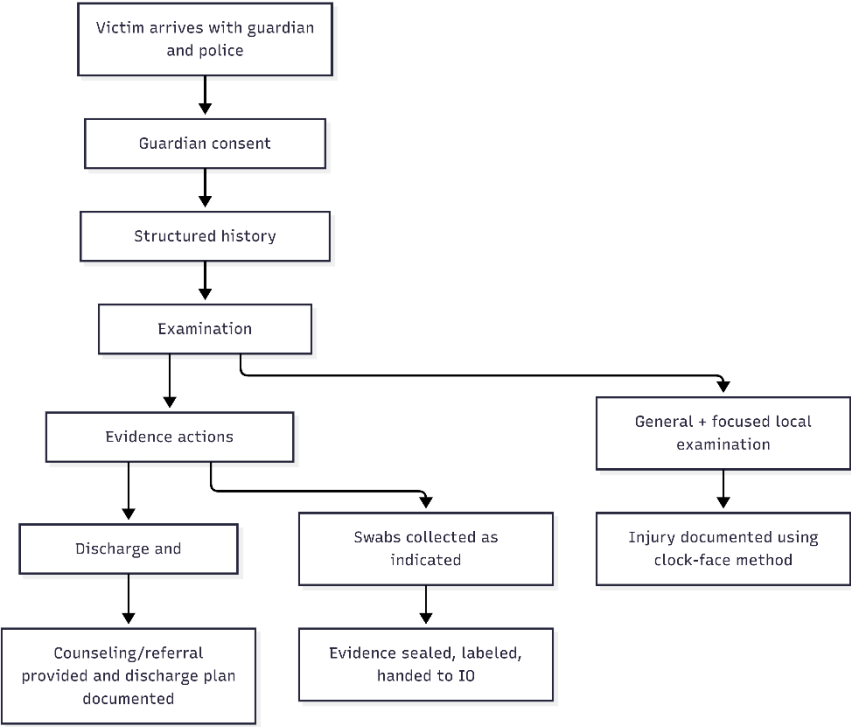 Victim arrives with guardian
and police
Guardian consent
Structured history
Examination
Evidence actions
General + focused local
examination
Discharge and
Swabs collected as
indicated
Injury documented using
clock-face method
Counseling/referral
provided and discharge plan
documented
Evidence sealed, labeled,
handed to IO